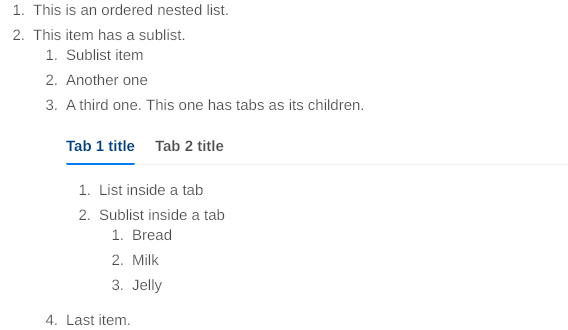 1. This is an ordered nested list.
2. This item has a sublist.
1. Sublist item
2. Another one
3. A third one. This one has tabs as its children.
Tab 1 title Tab 2 title
1. List inside a tab
2. Sublist inside a tab
1. Bread
2. Milk
3. Jelly
4. Last item.